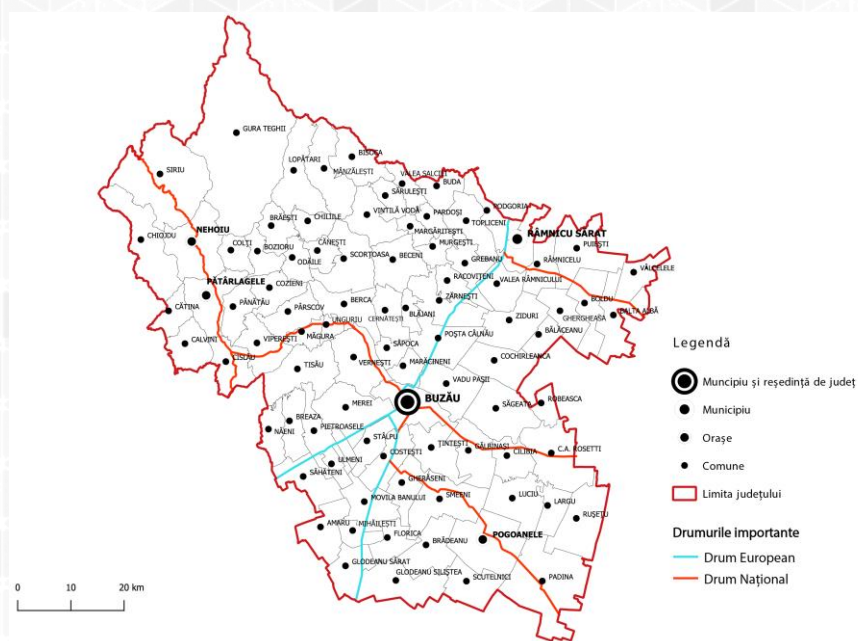 GURA TEGHII
BISOCA
LOPĂTARI
MÂNZĂLEȘTI
SIRIU
VALEA SALCIEI
BUDA
SĂRULEȘTI
PODGORIA
VINTILĂ VODĂ
PARDOȘI
TOPLICENI
BRĂEȘTI
CHILIILE
MĂRGĂRITEȘTI
RÂMNICU SĂRAT
CHIOJDU
NEHOIU
PUIEȘTI
COLȚI
BOZIORU
CĂNEȘTI
MURGEȘTI
ODĂILE
SCORȚOASA
BECENI
GREBANU
RÂMNICELU
VÂLCELELE
RACOVIȚENI
VALEA RÂMNICULUI
PĂTÂRLAGELE
COZIENI
ZĂRNEȘTI
CĂTINA
PĂNĂTĂU
PÂRSCOV
BERCA
CERNĂTEȘTI
BLĂJANI
BOLDU
GHERGHEASA
BALTA ALBĂ
ZIDURI
UNGURIU
MĂGURA
BĂLĂCEANU
CALVINI
VIPEREȘTI
POȘTA CÂLNĂU
SĂPOCA
CISLĂU
VERNEȘTI
MĂRĂCINENI
COCHIRLEANCA
TISĂU
VADU PAȘII
MEREI
BUZĂU
SĂGEATA
ROBEASCA
BREAZA
NĂENI
PIETROASELE
STÂLPU
ȚINTEȘTI
GĂLBINAȘI
CILIBIA
C.A. ROSETTI
COSTEȘTI
ULMENI
SĂHĂTENI
GHERĂSENI
MOVILA BANULUI
SMEENI
LUCIU
LARGU
RUȘEȚU
AMARU
MIHĂILEȘTI
FLORICA
BRĂDEANU
POGOANELE
GLODEANU SĂRAT
GLODEANU SILIȘTEA
SCUTELNICI
PADINA
0 10 20 km
Legendă
Muncipiu și reședință de județ
Municipiu
Orașe
Comune
Limita județului
Drumurile importante
Drum European
Drum Național